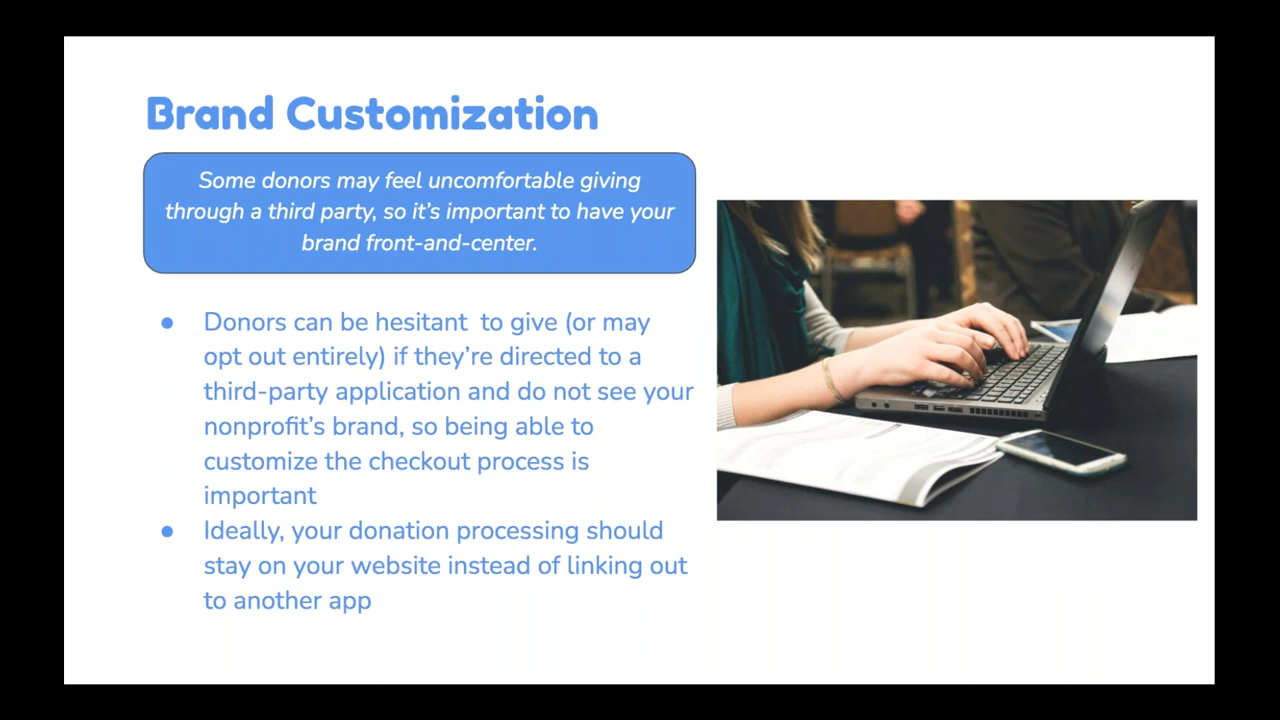 Brand Customization
Some donors may feel uncomfortable giving
through a third party, so it’s important to have your
brand front-and-center.
● Donors can be hesitant  to give (or may
opt out entirely) if they’re directed to a
third-party application and do not see your
nonprofit’s brand, so being able to
customize the checkout process is
important
● Ideally, your donation processing should
stay on your website instead of linking out
to another app